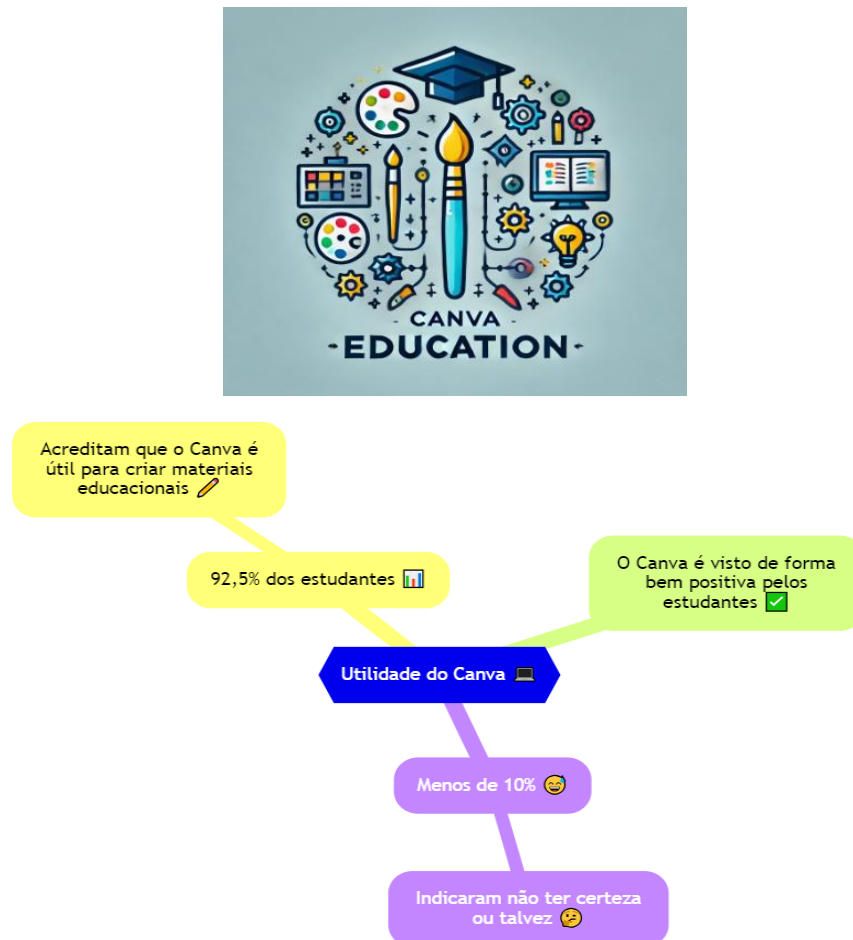 CANVA
EDUCATION
Acreditam que o Canva é
útil para criar materiais
educacionais
92,5% dos estudantes
O Canva é visto de forma
bem positiva pelos
estudantes
Utilidade do Canva
Menos de 10%
Indicaram não ter certeza
ou talvez